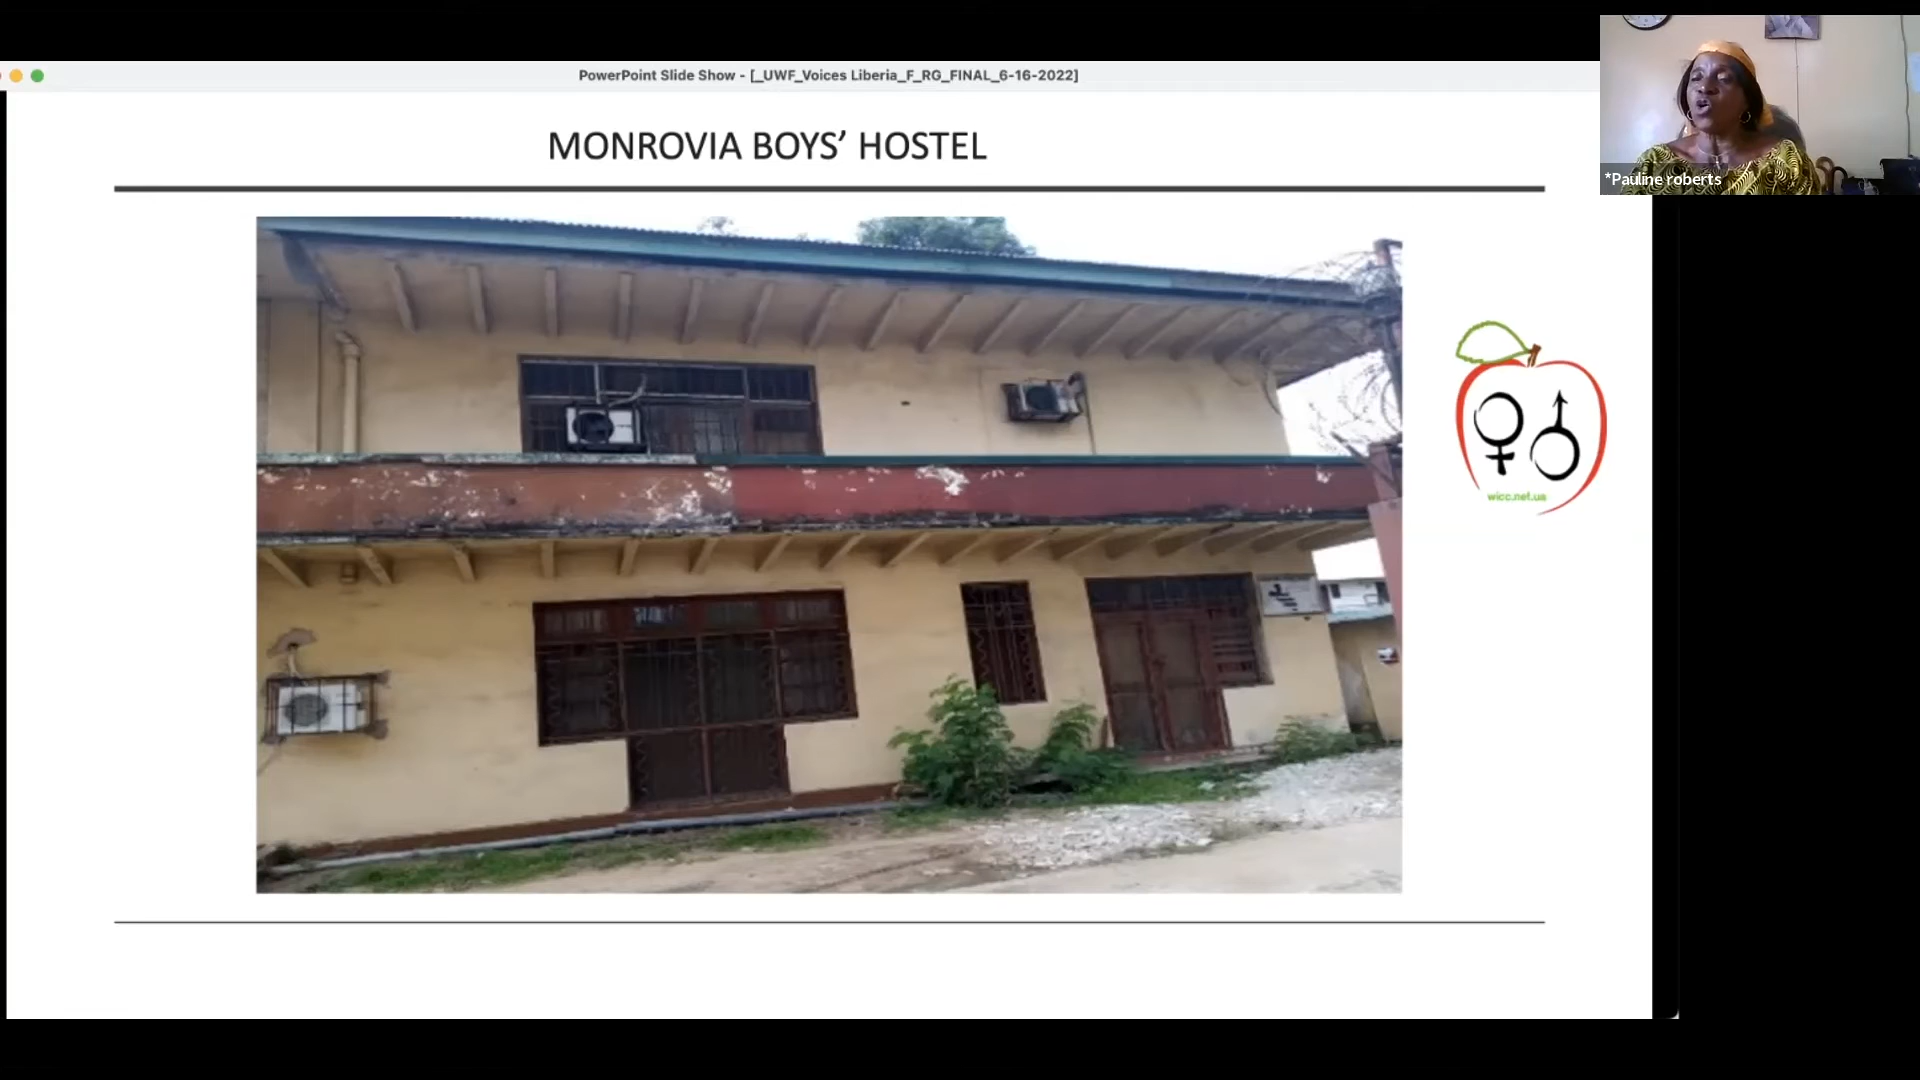 PowerPoint Slide Show - [_UWF_Voices Liberia_F_RG_FINAL_6-16-2022]
*Pauline roberts
MONROVIA BOYS’ HOSTEL
wicc.net.ua